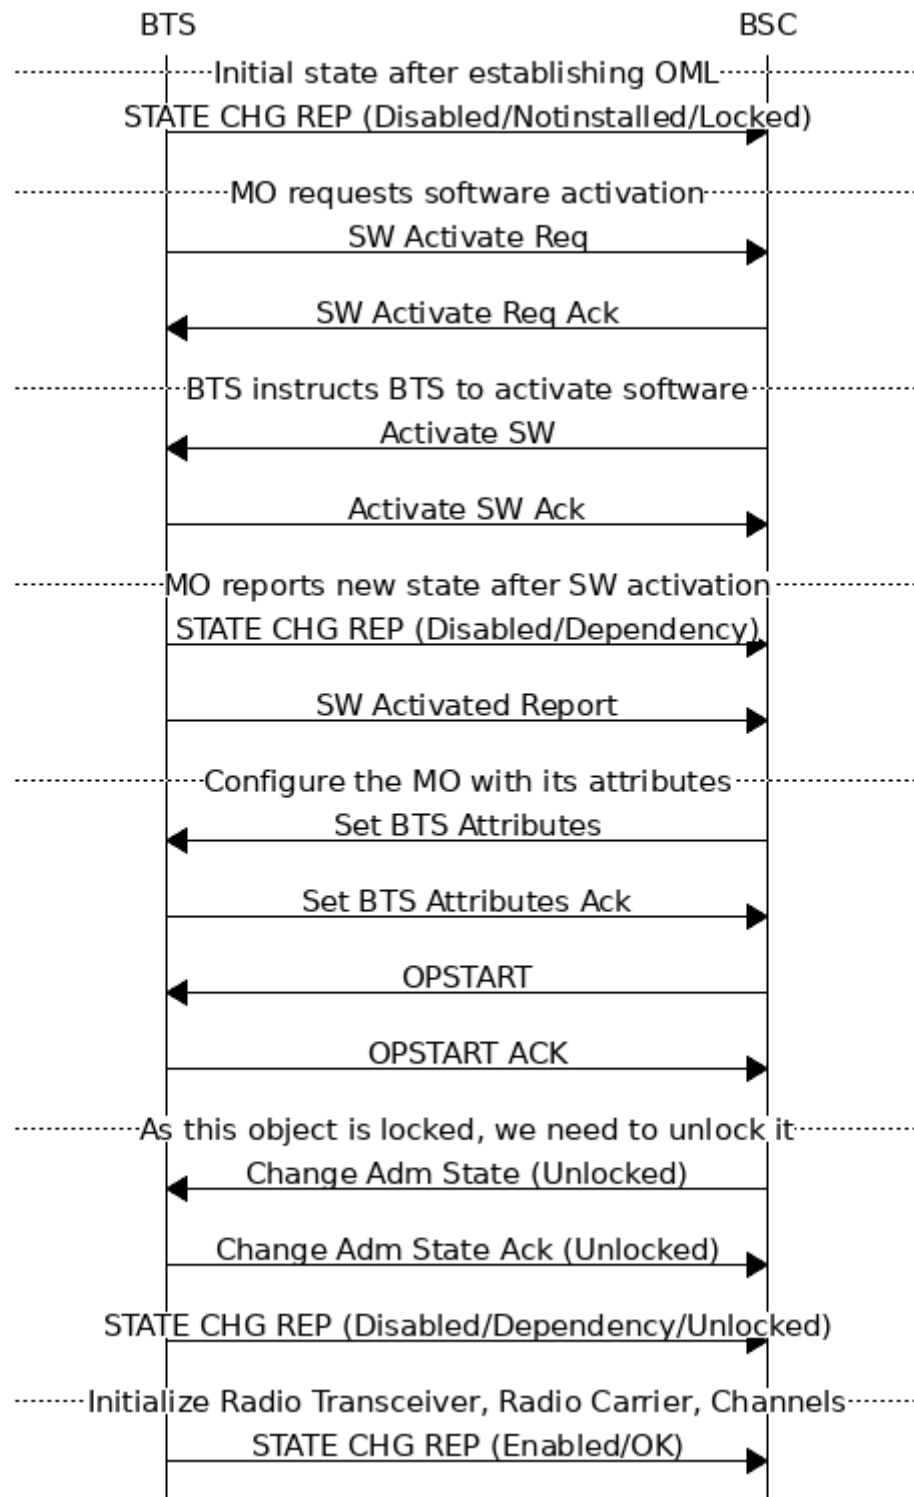 BTS BSC
Initial state after establishing OML
STATE CHG REP (Disabled/Notinstalled/Locked)
MO requests software activation
SW Activate Req
SW Activate Req Ack
BTS instructs BTS to activate software
Activate SW
Activate SW Ack
MO reports new state after SW activation
STATE CHG REP (Disabled/Dependency)
SW Activated Report
Configure the MO with its attributes
Set BTS Attributes
Set BTS Attributes Ack
OPSTART
OPSTART ACK
As this object is locked, we need to unlock it
Change Adm State (Unlocked)
Change Adm State Ack (Unlocked)
STATE CHG REP (Disabled/Dependency/Unlocked)
Initialize Radio Transceiver, Radio Carrier, Channels
STATE CHG REP (Enabled/OK)